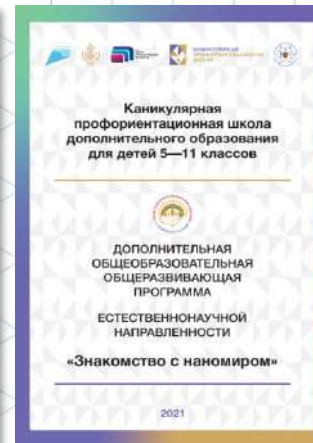 Каникулярная
профориентационная школа
дополнительного образования
для детей 5—11 классов
ДОПОЛНИТЕЛЬНАЯ
ОБЩЕОБРАЗОВАТЕЛЬНАЯ
ОБЩЕРАЗВИВАЮЩАЯ
ПРОГРАММА
ЕСТЕСТВЕННОНАУЧНОЙ
НАПРАВЛЕННОСТИ
«Знакомство с наномиром»
2021